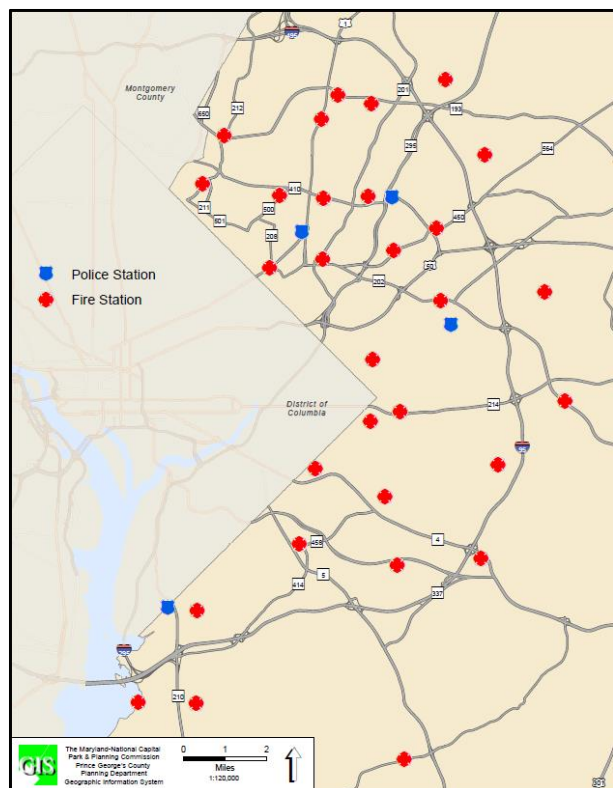 1
495
Montgomery
County
650
212
201
193
295
564
410
211
500
501
208
450
50
202
Police Station
Fire Station
District of
Columbia
214
95
458
4
5
414
337
210
301
GIS
The Maryland-National Capital
Park & Planning Commission
Prince George's County
Planning Department
Geographic Information System
0 1 2
Miles
1:120,000